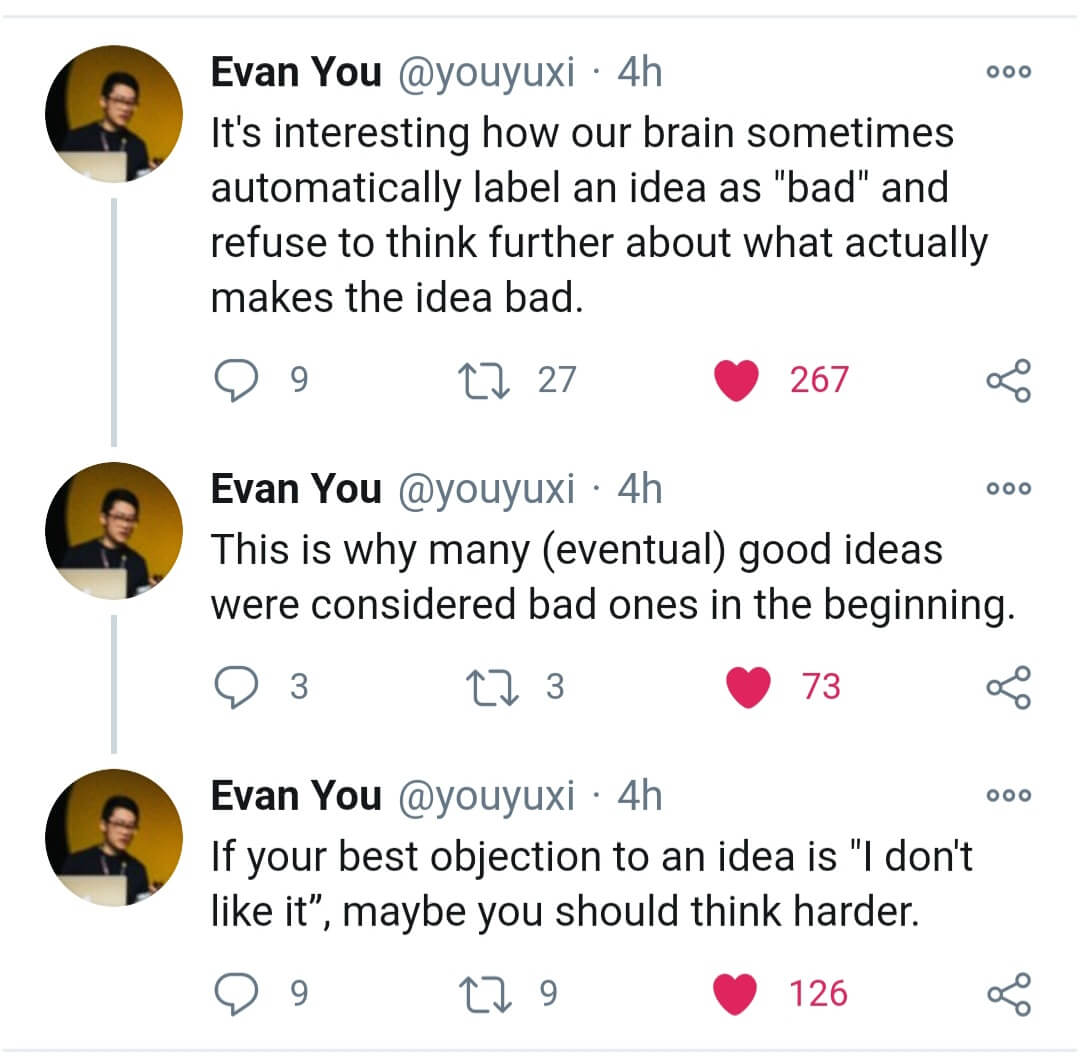 Evan You @youyuxi · 4h
It's interesting how our brain sometimes
automatically label an idea as "bad" and
refuse to think further about what actually
makes the idea bad.
9 27 267
Evan You @youyuxi · 4h
This is why many (eventual) good ideas
were considered bad ones in the beginning.
3 3 73
Evan You @youyuxi · 4h
If your best objection to an idea is "I don't
like it”, maybe you should think harder.
9 9 126